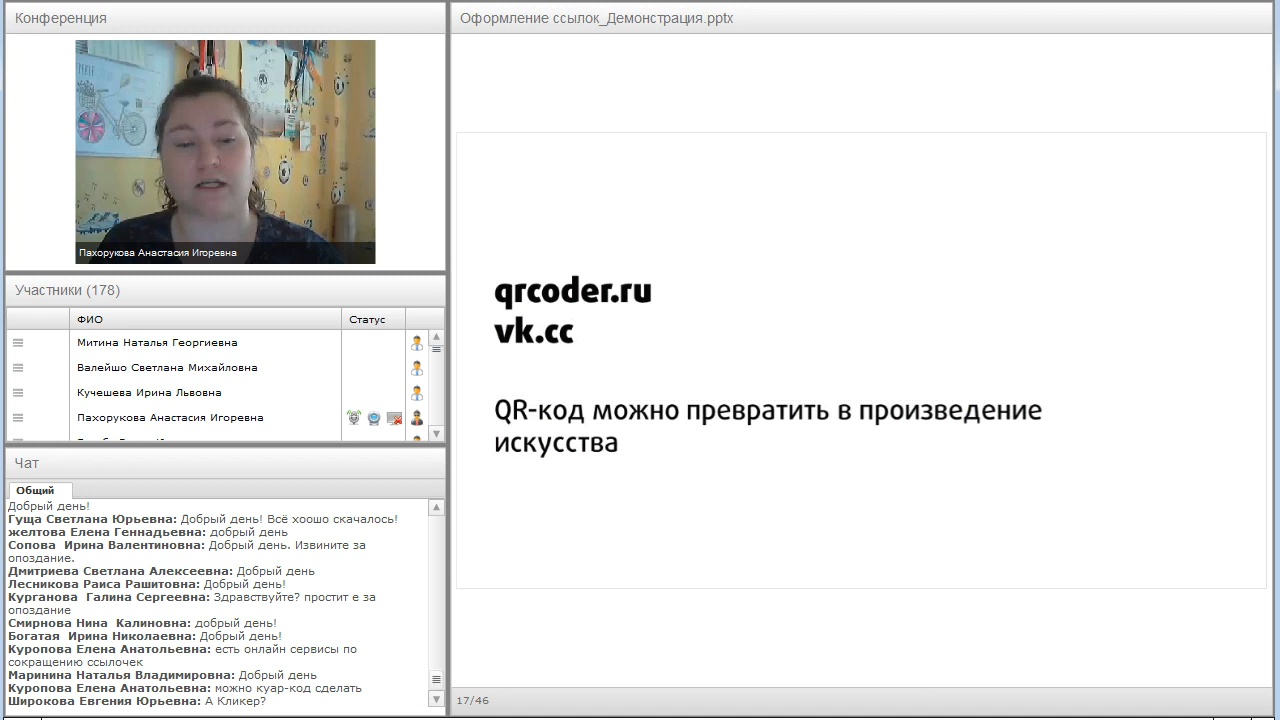 Конференция
Пахорукова Анастасия Игоревна
Участники (178)
ФИО
Статус
Митина Наталья Георгиевна
Валейшо Светлана Михайловна
Кучешева Ирина Львовна
Пахорукова Анастасия Игоревна
Чат
Общий
Добрый день!
Гуща Светлана Юрьевна: Добрый день! Всё хоошо скачалось!
желтова Елена Геннадьевна: добрый день
Сопова Ирина Валентиновна: Добрый день. Извините за
опоздание.
Дмитриева Светлана Алексеевна: Добрый день
Лесникова Раиса Рашитовна: Добрый день!
Курганова Галина Сергеевна: Здравствуйте? простит е за
опоздание
Смирнова Нина Калиновна: добрый день!
Богатая Ирина Николаевна: Добрый день!
Куропова Елена Анатольевна: есть онлайн сервисы по
сокращению ссылочек
Маринина Наталья Владимировна: Добрый день
Куропова Елена Анатольевна: можно куар-код сделать
Широкова Евгения Юрьевна: А Кликер?
Оформление ссылок_Демонстрация.pptx
qrcoder.ru
vk.cc
QR-код можно превратить в произведение
искусства
17/46